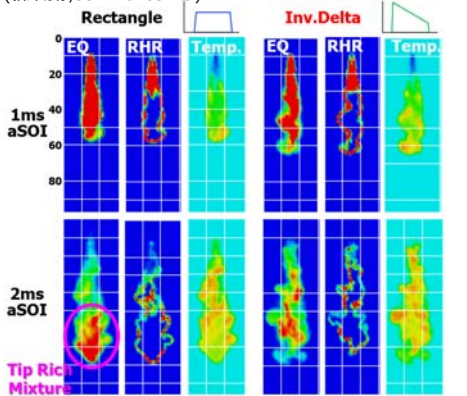 Rectangle
Inv.Delta
EQ RHR Temp. EQ RHR Temp.
0
20
40
60
80
1ms
aSOI
2ms
aSOI
Tip Rich
Mixture